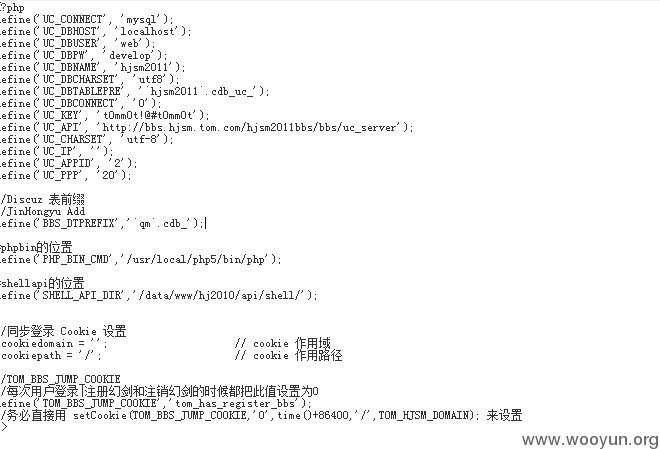 ?php
efine('UC_CONNECT', 'mysql');
efine('UC_DBHOST', 'localhost');
efine('UC_DBUSER', 'web');
efine('UC_DBPW', 'develop');
efine('UC_DBNAME', 'hjsm2011');
efine('UC_DBCHARSET', 'utf8');
efine('UC_DBTABLEPRE', '`hjsm2011`.cdb_uc_');
efine('UC_DBCONNECT', '0');
efine('UC_KEY', 't0mm0t!@#t0mm0t');
efine('UC_API', 'http://bbs.hjsm.tom.com/hjsm2011bbs/bbs/uc_server');
efine('UC_CHARSET', 'utf-8');
efine('UC_IP', '');
efine('UC_APPID', '2');
efine('UC_PPP', '20');
/Discuz 表前缀
/JinHongyu Add
efine('BBS_DTPREFIX','`qm`.cdb_');
phpbin的位置
efine('PHP_BIN_CMD','/usr/local/php5/bin/php');
shellapi的位置
efine('SHELL_API_DIR','/data/www/hj2010/api/shell/');
/同步登录 Cookie 设置
cookiedomain = ''; // cookie 作用域
cookiepath = '/'; // cookie 作用路径
/TOM_BBS_JUMP_COOKIE
/每次用户登录|注册幻剑和注销幻剑的时候都把此值设置为0
efine('TOM_BBS_JUMP_COOKIE','tom_has_register_bbs');
/务必直接用 setCookie(TOM_BBS_JUMP_COOKIE,'0',time()+86400,'/',TOM_HJSM_DOMAIN); 来设置
>
www.wooyun.org